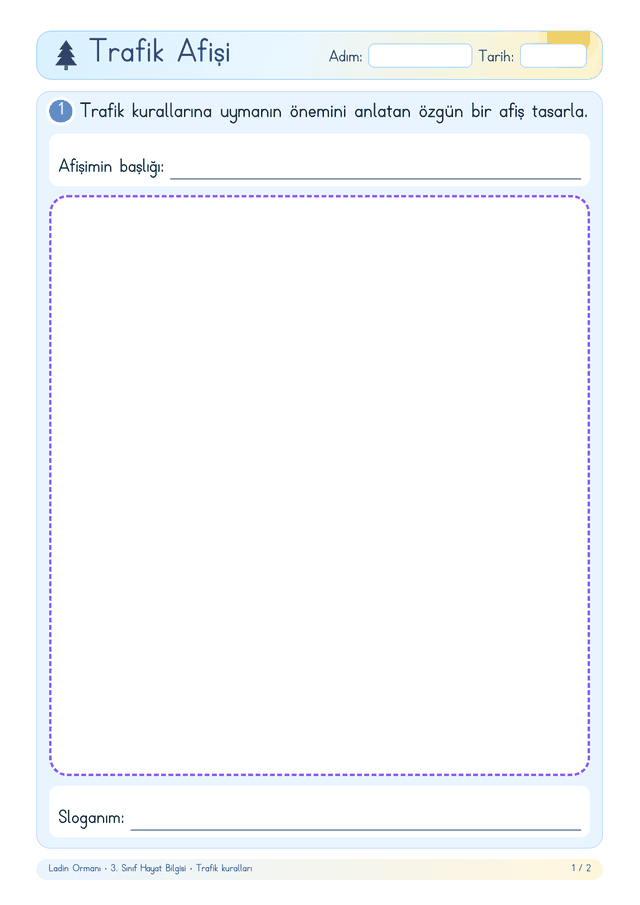 Trafik Afişi
Adım:
Tarih:
1 Trafik kurallarına uymanın önemini anlatan özgün bir afiş tasarla.
Afişimin başlığı:
Sloganım:
Ladin Ormanı • 3. Sınıf Hayat Bilgisi • Trafik kuralları
1 / 2